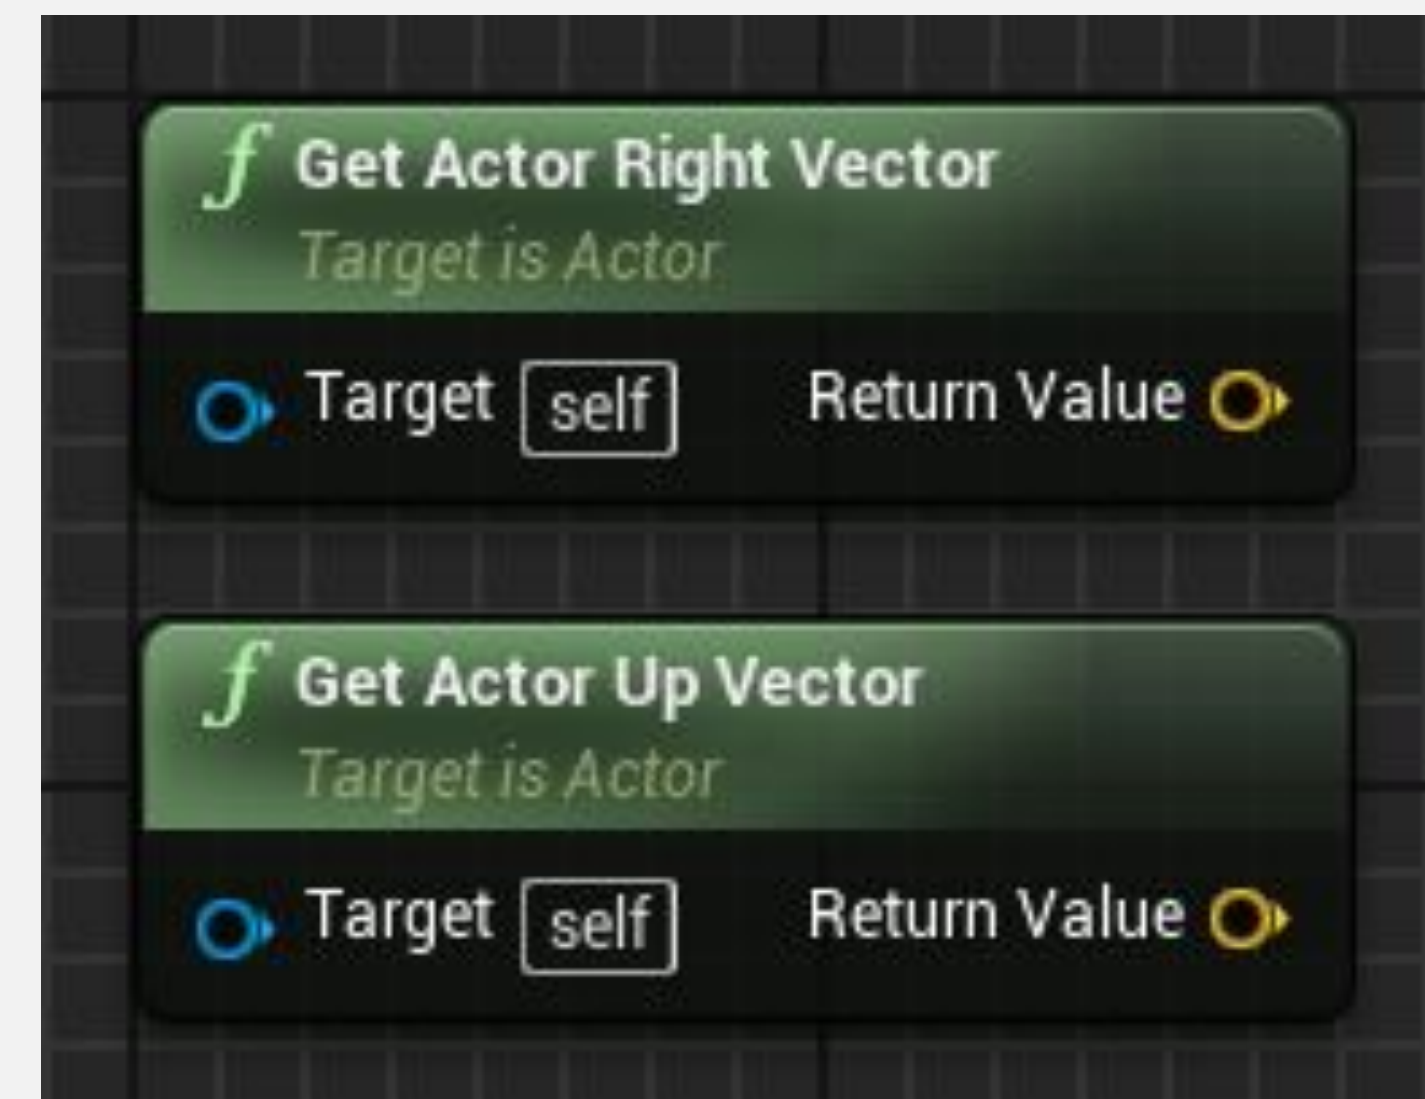 f Get Actor Right Vector
Target is Actor
Target self Return Value
f Get Actor Up Vector
Target is Actor
Target self Return Value